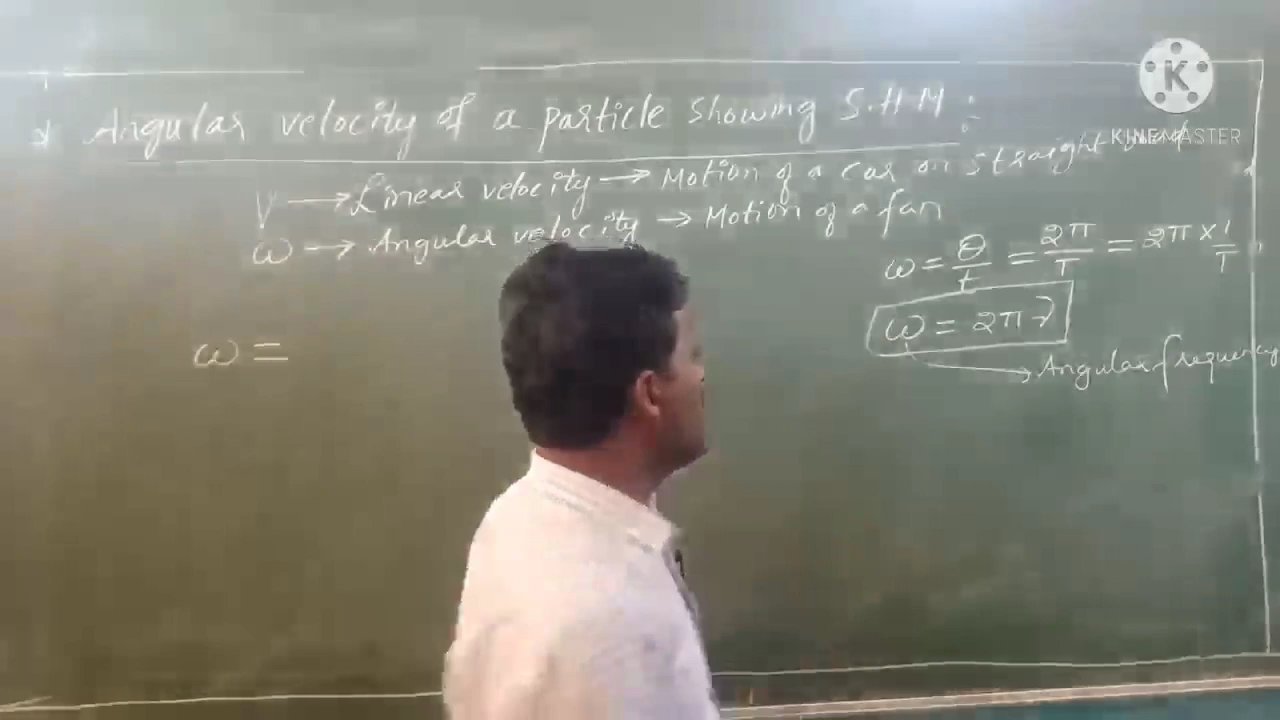 * Angular velocity of a particle showing S.H.M :
V → Linear velocity → Motion of a car on straight
ω → Angular velocity → Motion of a fan
ω = θ/t = 2π/T = 2π × 1/T
ω = 2πν
→ Angular frequency
ω =
K
KINEMASTER